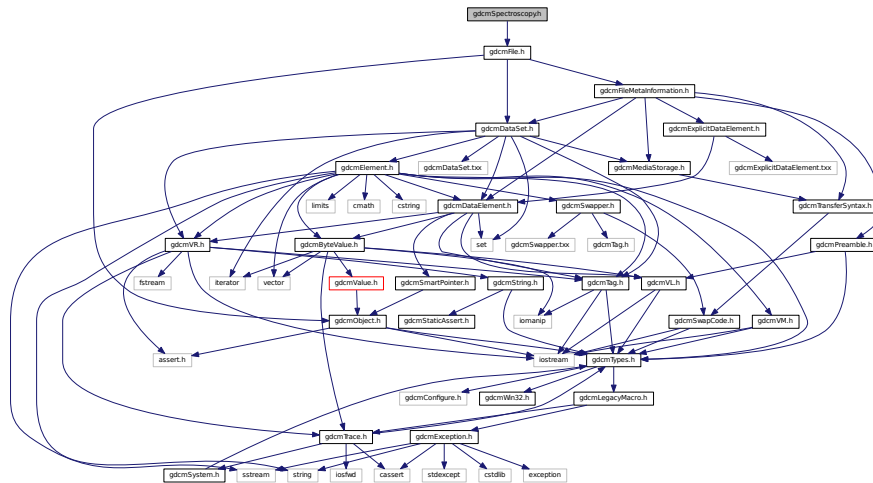 gdcmSpectroscopy.h
gdcmFile.h
gdcmFileMetaInformation.h
gdcmDataSet.h
gdcmExplicitDataElement.h
gdcmElement.h
gdcmDataSet.txx
gdcmMediaStorage.h
gdcmExplicitDataElement.txx
limits
cmath
cstring
gdcmDataElement.h
gdcmSwapper.h
gdcmTransferSyntax.h
gdcmVR.h
gdcmByteValue.h
set
gdcmSwapper.txx
gdcmTag.h
gdcmPreamble.h
fstream
iterator
vector
gdcmValue.h
gdcmSmartPointer.h
gdcmString.h
gdcmTag.h
gdcmVL.h
gdcmObject.h
gdcmStaticAssert.h
iomanip
gdcmSwapCode.h
gdcmVM.h
assert.h
iostream
gdcmTypes.h
gdcmConfigure.h
gdcmWin32.h
gdcmLegacyMacro.h
gdcmTrace.h
gdcmException.h
gdcmSystem.h
sstream
string
iosfwd
cassert
stdexcept
cstdlib
exception